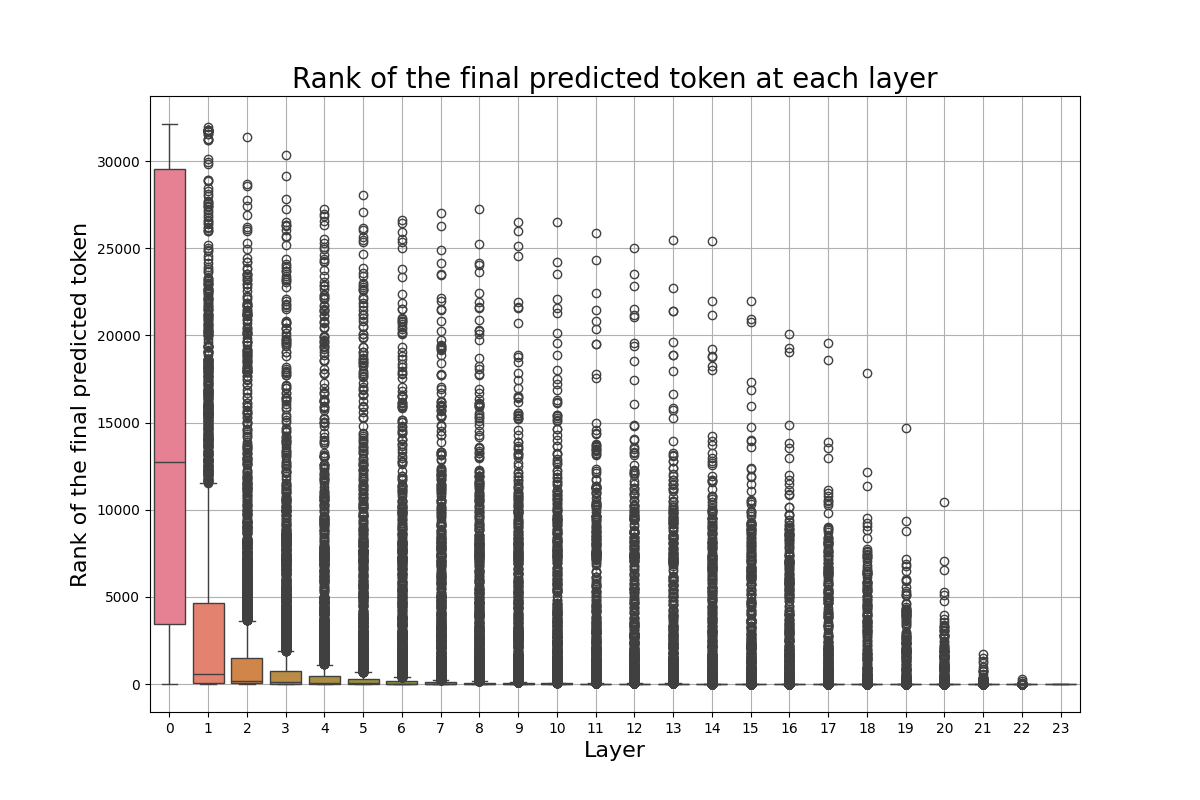 Rank of the final predicted token at each layer
Rank of the final predicted token
30000
25000
20000
15000
10000
5000
0
0 1 2 3 4 5 6 7 8 9 10 11 12 13 14 15 16 17 18 19 20 21 22 23
Layer